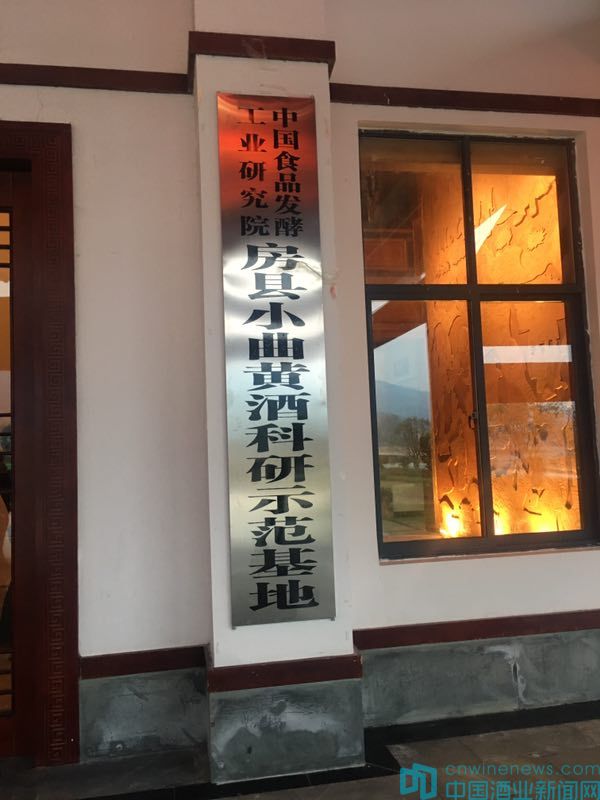 中国食品发酵
工业研究院
房县小曲黄酒科研示范基地
cnwinenews.com
中国酒业新闻网